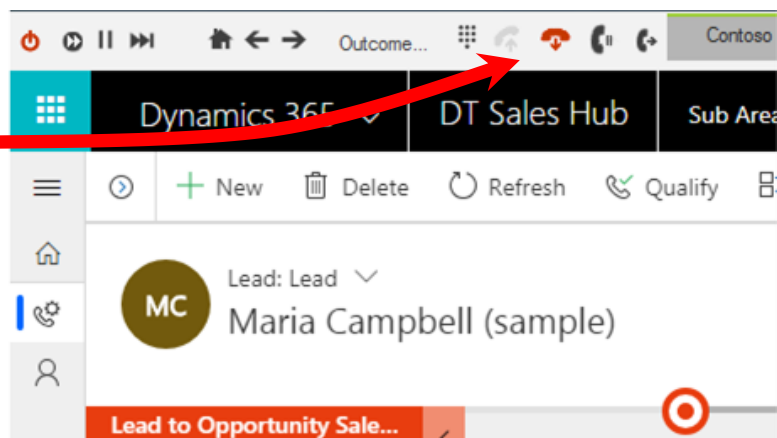 Outcome...
Contoso
Dynamics 365
DT Sales Hub
Sub Area
New
Delete
Refresh
Qualify
MC
Lead: Lead
Maria Campbell (sample)
Lead to Opportunity Sale...